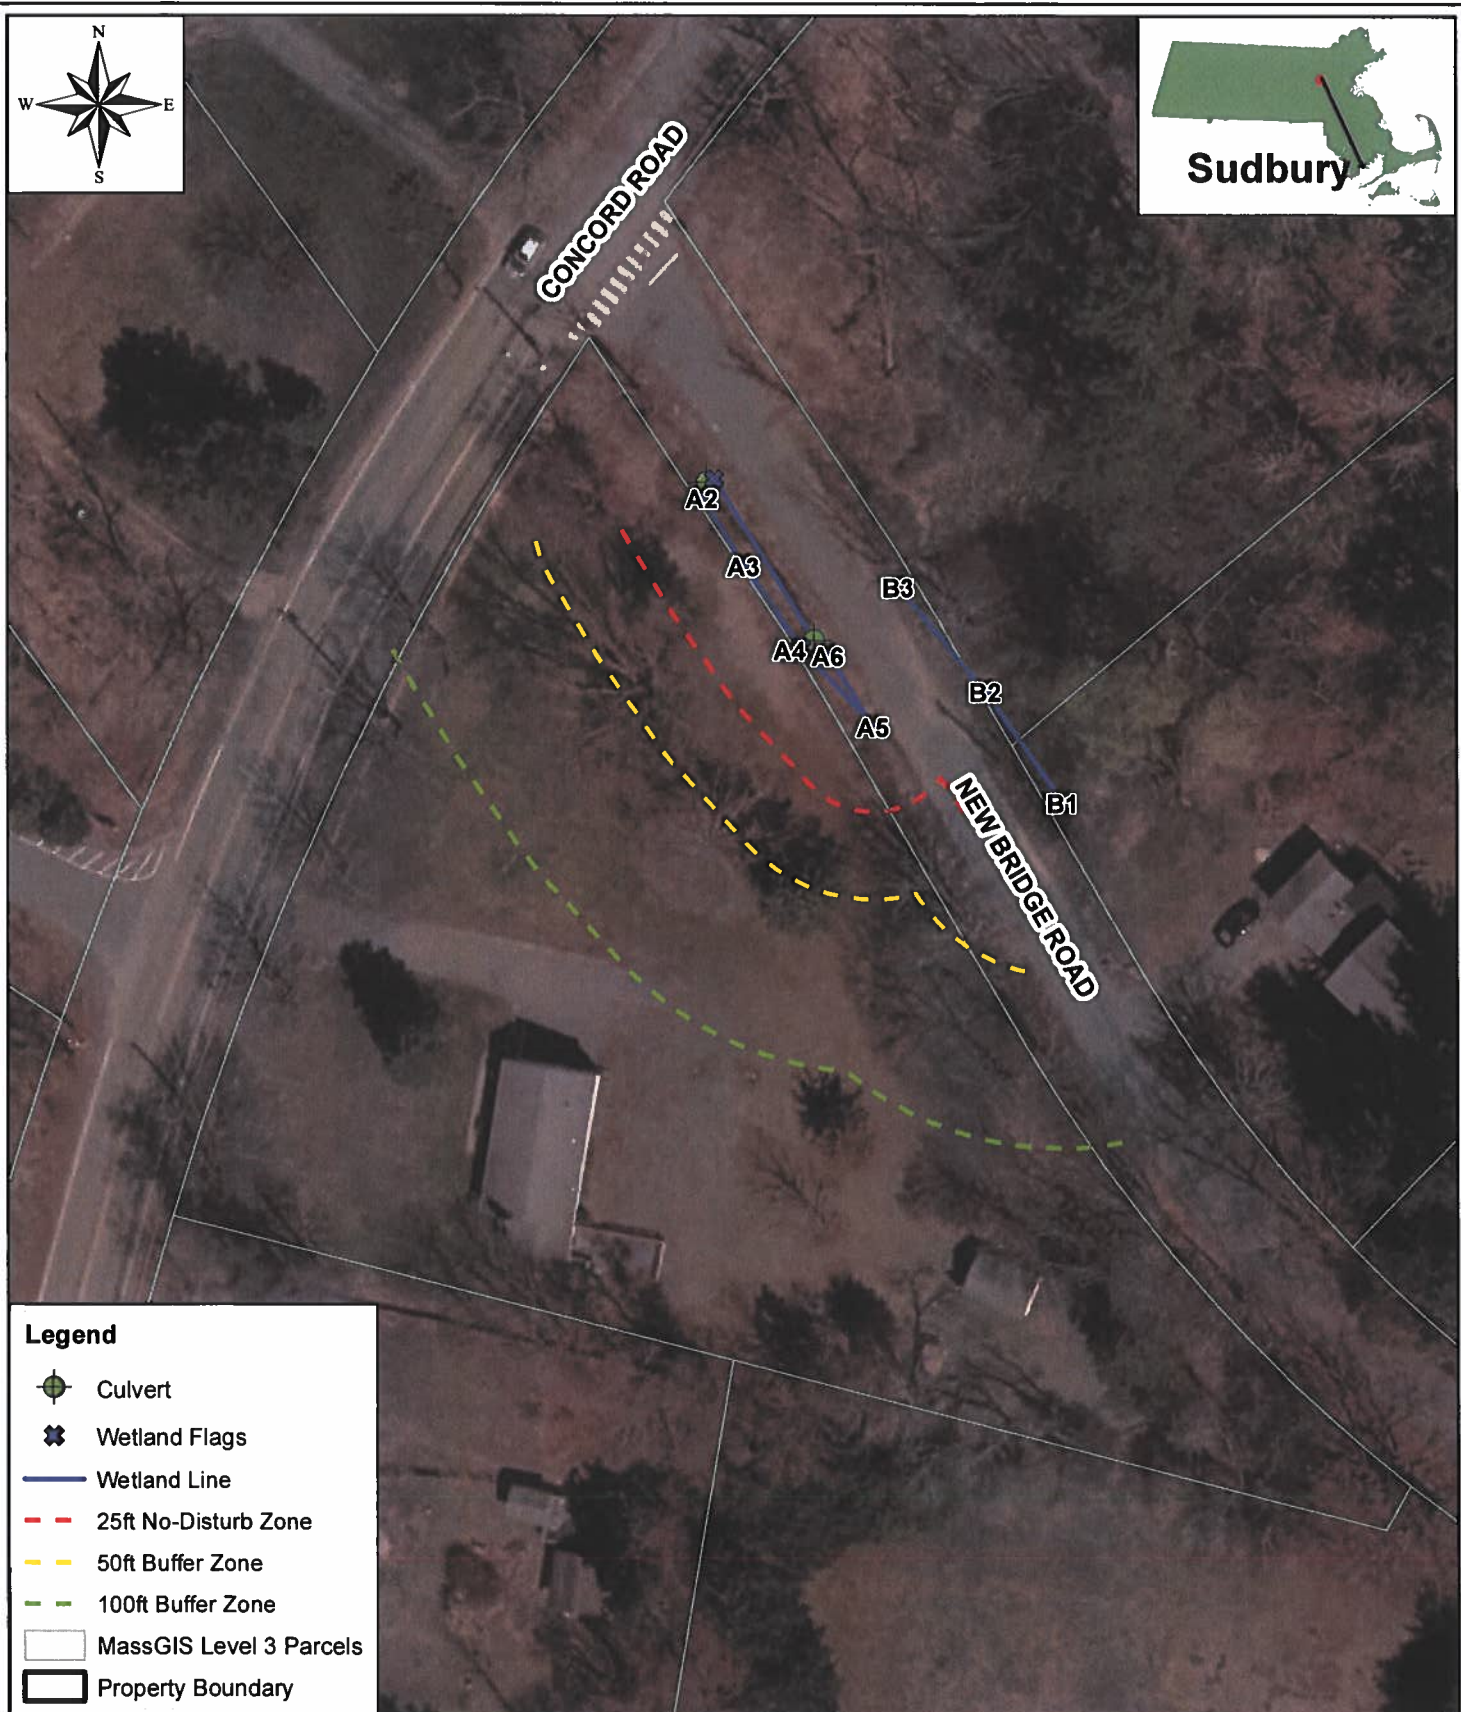 N
W E
S
Sudbury
CONCORD ROAD
A2
A3
B3
A4 A6
B2
A5
B1
NEW BRIDGE ROAD
Legend
Culvert
Wetland Flags
Wetland Line
25ft No-Disturb Zone
50ft Buffer Zone
100ft Buffer Zone
MassGIS Level 3 Parcels
Property Boundary